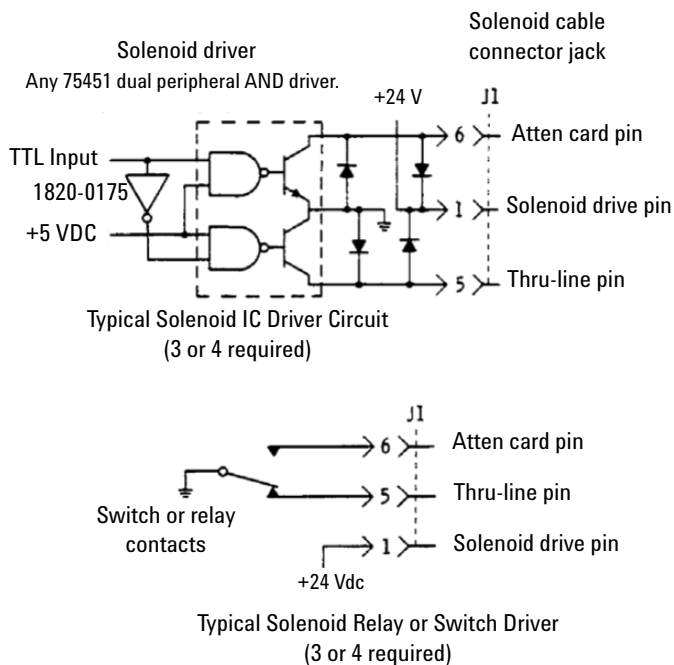 Solenoid driver
Any 75451 dual peripheral AND driver.
Solenoid cable
connector jack
+24 V
J1
TTL Input
1820-0175
+5 VDC
6
Atten card pin
1
Solenoid drive pin
5
Thru-line pin
Typical Solenoid IC Driver Circuit
(3 or 4 required)
J1
6
Atten card pin
5
Thru-line pin
Switch or relay
contacts
1
Solenoid drive pin
+24 Vdc
Typical Solenoid Relay or Switch Driver
(3 or 4 required)